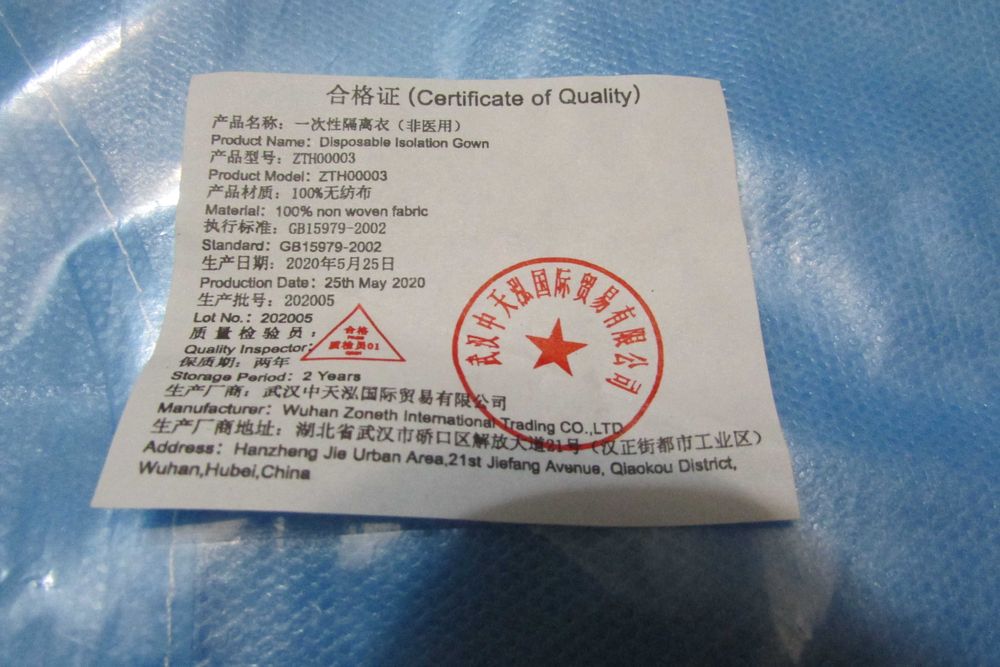 合格证 (Certificate of Quality)
产品名称：一次性隔离衣（非医用）
Product Name: Disposable Isolation Gown
产品型号：ZTH00003
Product Model: ZTH00003
产品材质：100%无纺布
Material: 100% non woven fabric
执行标准：GB15979-2002
Standard: GB15979-2002
生产日期：2020年5月25日
Production Date: 25th May 2020
生产批号：202005
Lot No.: 202005
质量检验员：
合格
质检员01
Quality Inspector:
保质期：两年
Storage Period: 2 Years
生产厂商：武汉中天泓国际贸易有限公司
Manufacturer: Wuhan Zoneth International Trading CO.,LTD
生产厂商地址：湖北省武汉市硚口区解放大道21号（汉正街都市工业区）
Address: Hanzheng Jie Urban Area,21st Jiefang Avenue, Qiaokou District,
Wuhan,Hubei,China
武汉中天泓国际贸易有限公司